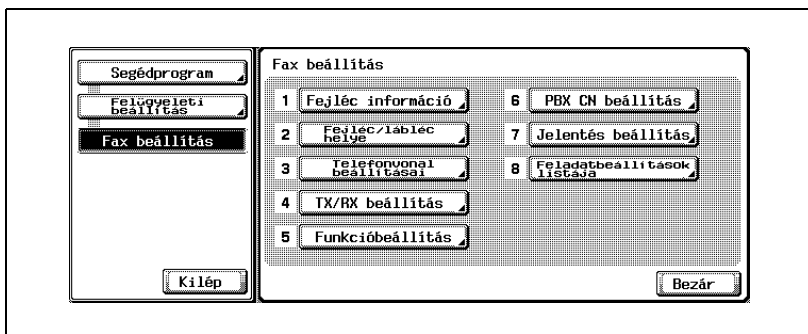 Segédprogram
Felügyeleti
beállítás
Fax beállítás
Kilép
Fax beállítás
1 Fejléc információ
2 Fejléc/lábléc
helye
3 Telefonvonal
beállításai
4 TX/RX beállítás
5 Funkcióbeállítás
6 PBX CN beállítás
7 Jelentés beállítás
8 Feladatbeállítások
listája
Bezár